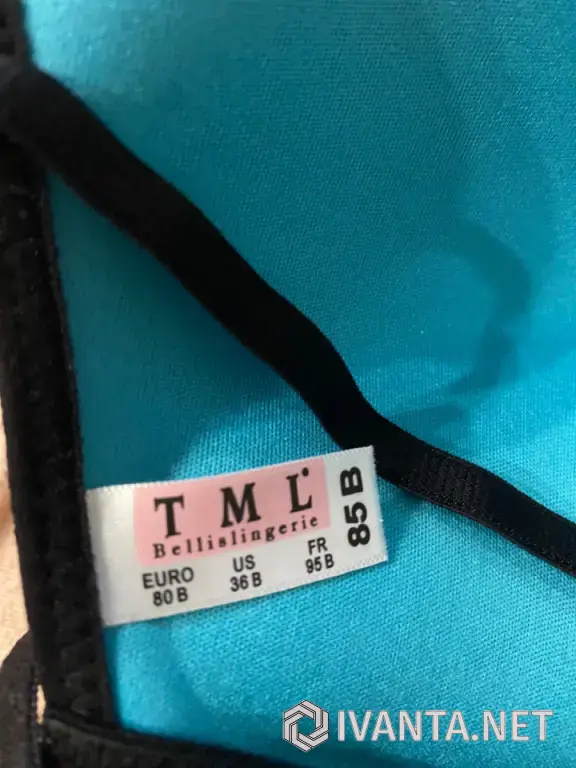 TML
Bellislingerie
EURO US FR
80 B 36 B 95 B
85 B
IVANTA.NET